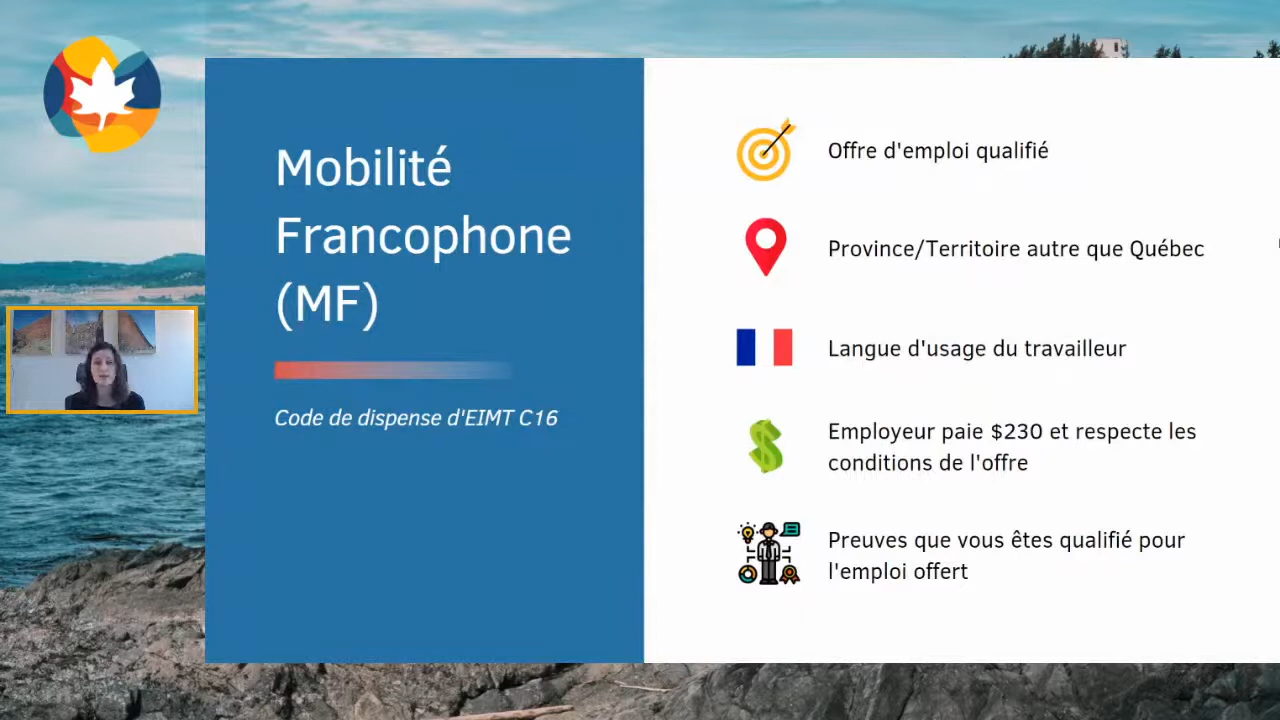 Mobilité
Francophone
(MF)
Code de dispense d'EIMT C16
Offre d'emploi qualifié
Province/Territoire autre que Québec
Langue d'usage du travailleur
Employeur paie $230 et respecte les
conditions de l'offre
Preuves que vous êtes qualifié pour
l'emploi offert